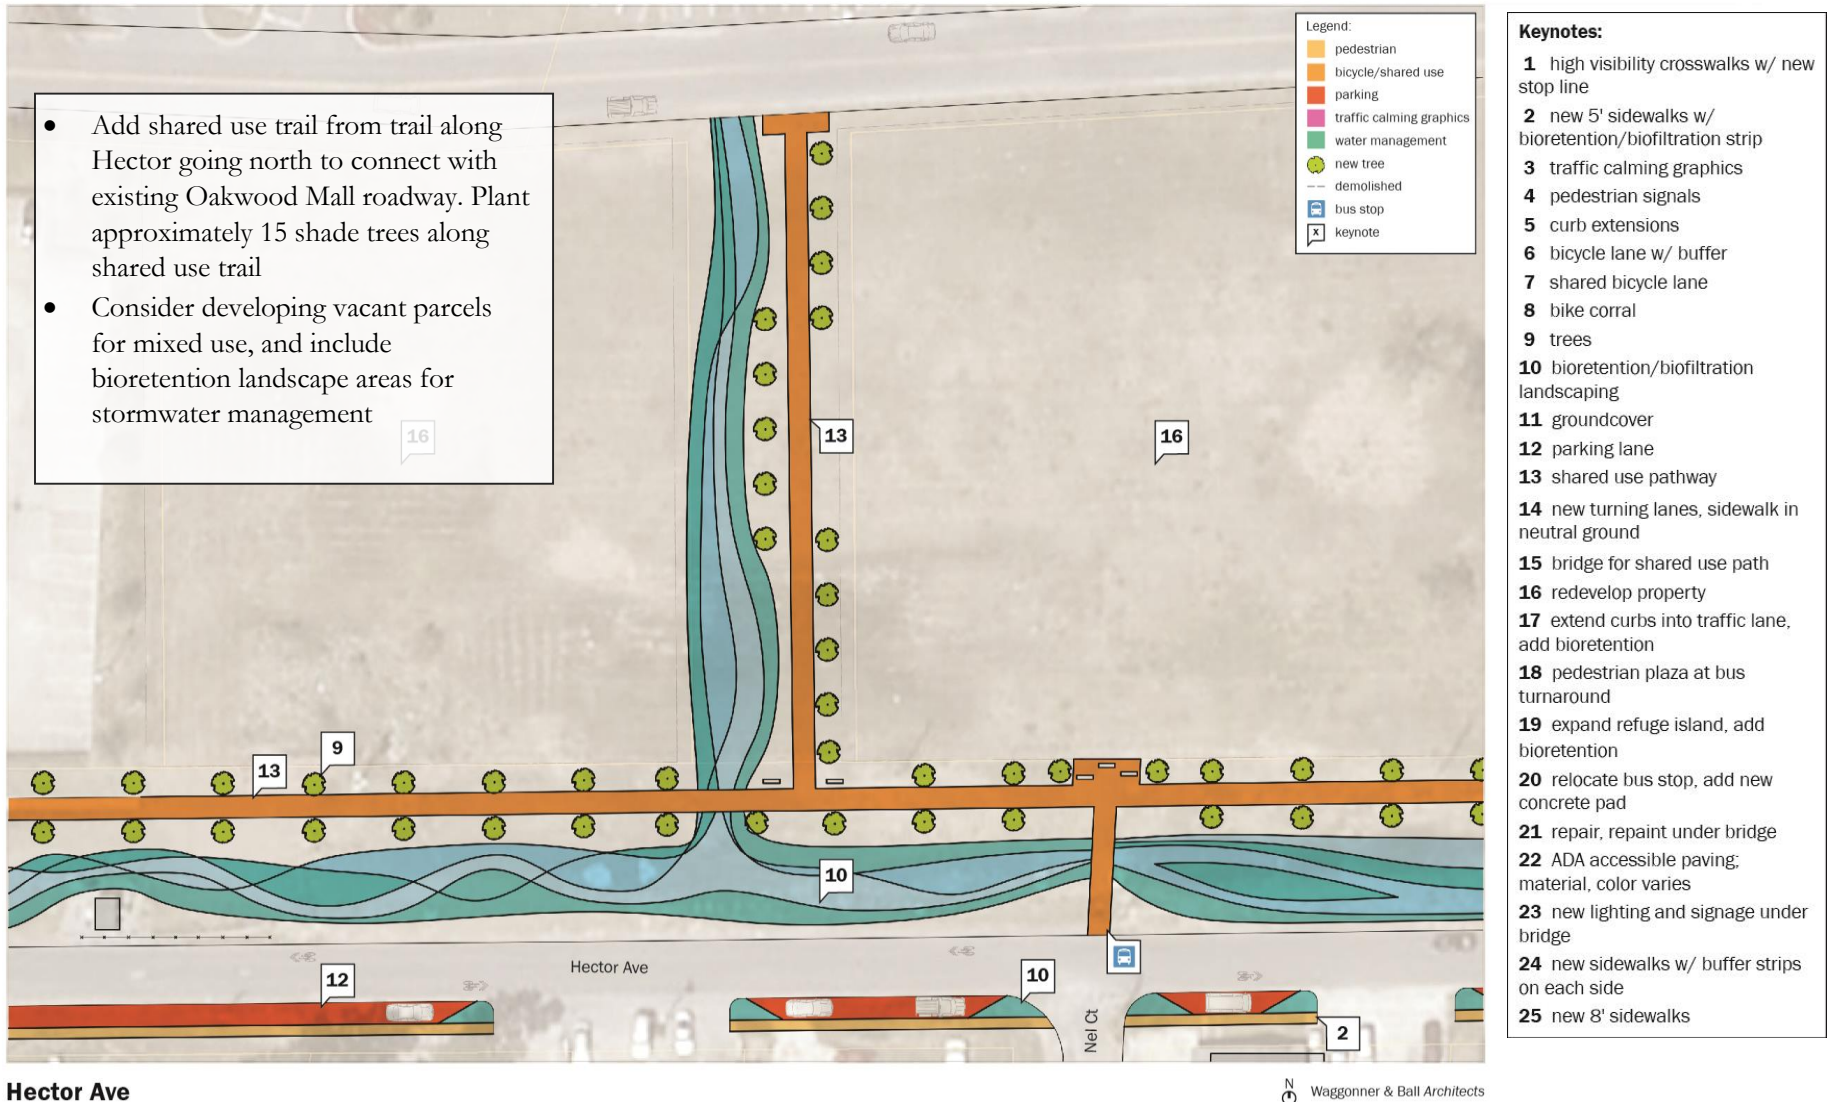 • Add shared use trail from trail along
Hector going north to connect with
existing Oakwood Mall roadway. Plant
approximately 15 shade trees along
shared use trail
• Consider developing vacant parcels
for mixed use, and include
bioretention landscape areas for
stormwater management
16
Legend:
pedestrian
bicycle/shared use
parking
traffic calming graphics
water management
new tree
demolished
bus stop
x keynote
13
16
9
13
10
Hector Ave
12
10
Nel Ct
2
Keynotes:
1 high visibility crosswalks w/ new
stop line
2 new 5' sidewalks w/
bioretention/biofiltration strip
3 traffic calming graphics
4 pedestrian signals
5 curb extensions
6 bicycle lane w/ buffer
7 shared bicycle lane
8 bike corral
9 trees
10 bioretention/biofiltration
landscaping
11 groundcover
12 parking lane
13 shared use pathway
14 new turning lanes, sidewalk in
neutral ground
15 bridge for shared use path
16 redevelop property
17 extend curbs into traffic lane,
add bioretention
18 pedestrian plaza at bus
turnaround
19 expand refuge island, add
bioretention
20 relocate bus stop, add new
concrete pad
21 repair, repaint under bridge
22 ADA accessible paving;
material, color varies
23 new lighting and signage under
bridge
24 new sidewalks w/ buffer strips
on each side
25 new 8' sidewalks
Hector Ave
N
Waggonner & Ball Architects